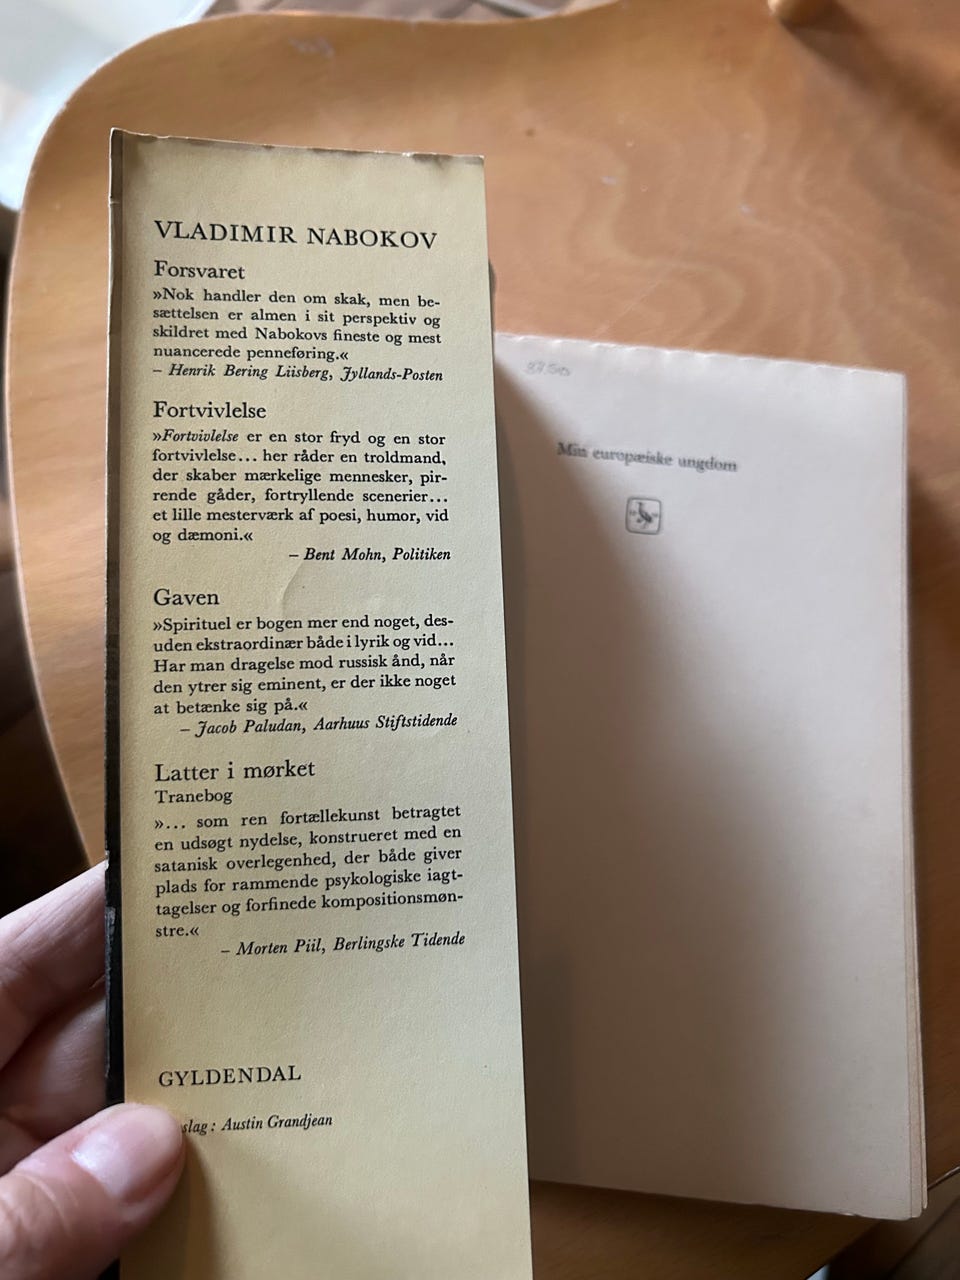 VLADIMIR NABOKOV
Forsvaret
»Nok handler den om skak, men be-
sættelsen er almen i sit perspektiv og
skildret med Nabokovs fineste og mest
nuancerede penneføring.«
– Henrik Bering Liisberg, Jyllands-Posten
Fortvivlelse
»Fortvivlelse er en stor fryd og en stor
fortvivlelse... her råder en troldmand,
der skaber mærkelige mennesker, pir-
rende gåder, fortryllende scenerier...
et lille mesterværk af poesi, humor, vid
og dæmoni.«
– Bent Mohn, Politiken
Gaven
»Spirituel er bogen mer end noget, des-
uden ekstraordinær både i lyrik og vid...
Har man dragelse mod russisk ånd, når
den ytrer sig eminent, er der ikke noget
at betænke sig på.«
– Jacob Paludan, Aarhuus Stiftstidende
Latter i mørket
Tranebog
»... som ren fortællekunst betragtet
en udsøgt nydelse, konstrueret med en
satanisk overlegenhed, der både giver
plads for rammende psykologiske iagt-
tagelser og forfinede kompositionsmøn-
stre.«
– Morten Piil, Berlingske Tidende
GYLDENDAL
slag: Austin Grandjean
Min europæiske ungdom